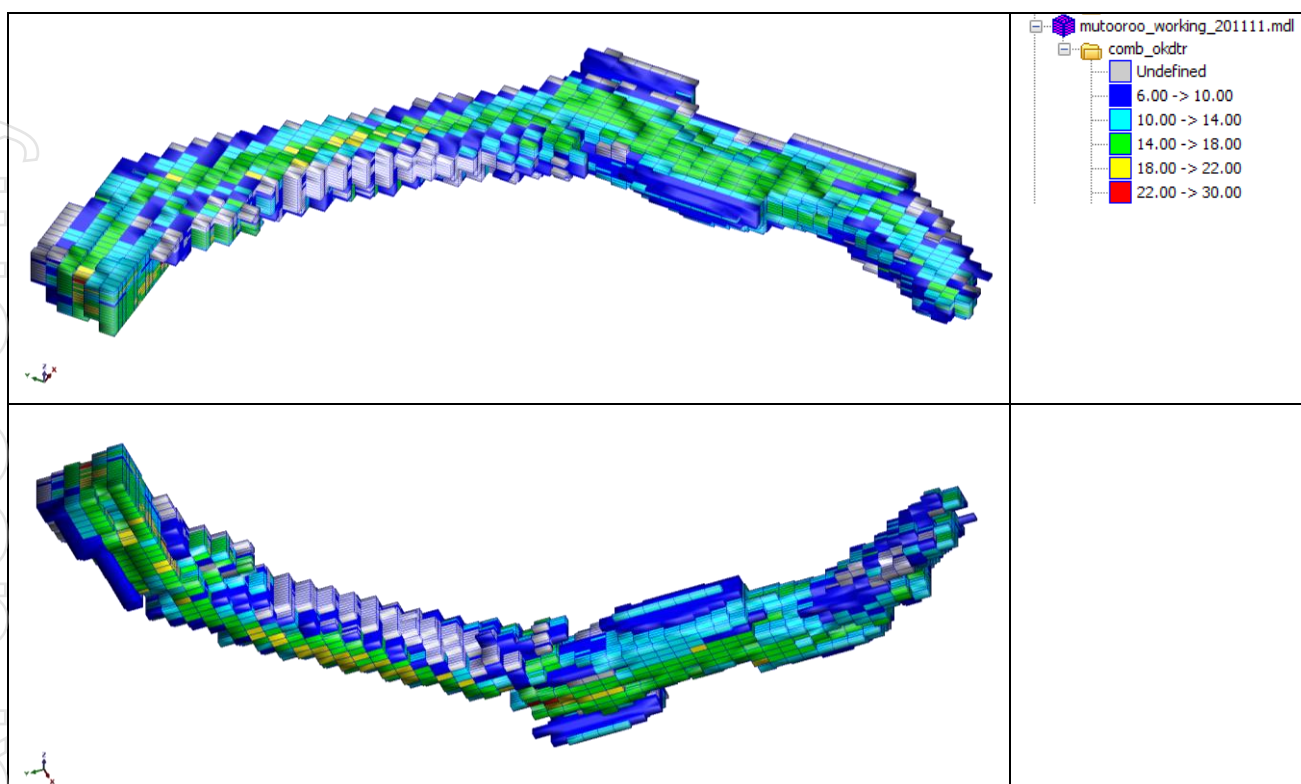 mutooroo_working_201111.mdl
comb_okdtr
Undefined
6.00 -> 10.00
10.00 -> 14.00
14.00 -> 18.00
18.00 -> 22.00
22.00 -> 30.00
Z
Y X
Z
Y X